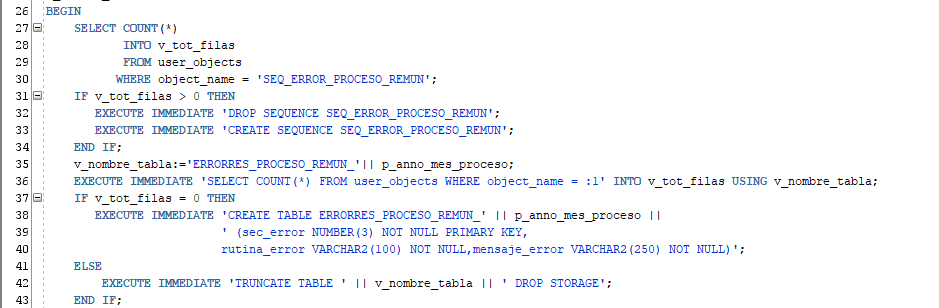 26 BEGIN
27 SELECT COUNT(*)
28 INTO v_tot_filas
29 FROM user_objects
30 WHERE object_name = 'SEQ_ERROR_PROCESO_REMUN';
31 IF v_tot_filas > 0 THEN
32 EXECUTE IMMEDIATE 'DROP SEQUENCE SEQ_ERROR_PROCESO_REMUN';
33 EXECUTE IMMEDIATE 'CREATE SEQUENCE SEQ_ERROR_PROCESO_REMUN';
34 END IF;
35 v_nombre_tabla:='ERRORRES_PROCESO_REMUN_'|| p_anno_mes_proceso;
36 EXECUTE IMMEDIATE 'SELECT COUNT(*) FROM user_objects WHERE object_name = :1' INTO v_tot_filas USING v_nombre_tabla;
37 IF v_tot_filas = 0 THEN
38 EXECUTE IMMEDIATE 'CREATE TABLE ERRORRES_PROCESO_REMUN_' || p_anno_mes_proceso ||
39 ' (sec_error NUMBER(3) NOT NULL PRIMARY KEY,
40 rutina_error VARCHAR2(100) NOT NULL,mensaje_error VARCHAR2(250) NOT NULL)';
41 ELSE
42 EXECUTE IMMEDIATE 'TRUNCATE TABLE ' || v_nombre_tabla || ' DROP STORAGE';
43 END IF;